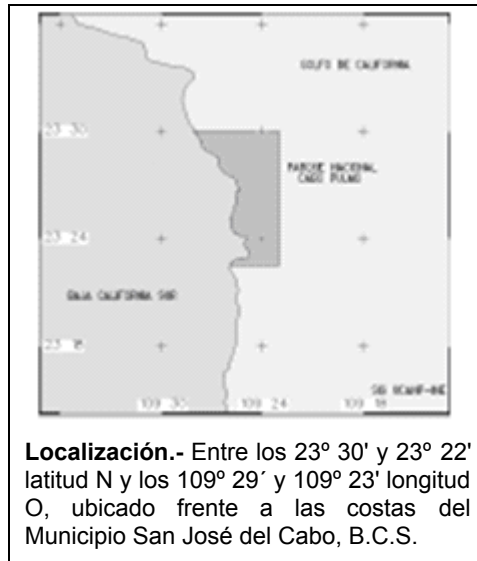 GOLFO DE CALIFORNIA
23 30
PARQUE NACIONAL
CABO PULMO
23 24
BAJA CALIFORNIA SUR
23 18
109 30 109 24 109 18
Localización.- Entre los 23º 30' y 23º 22'
latitud N y los 109º 29´ y 109º 23' longitud
O, ubicado frente a las costas del
Municipio San José del Cabo, B.C.S.